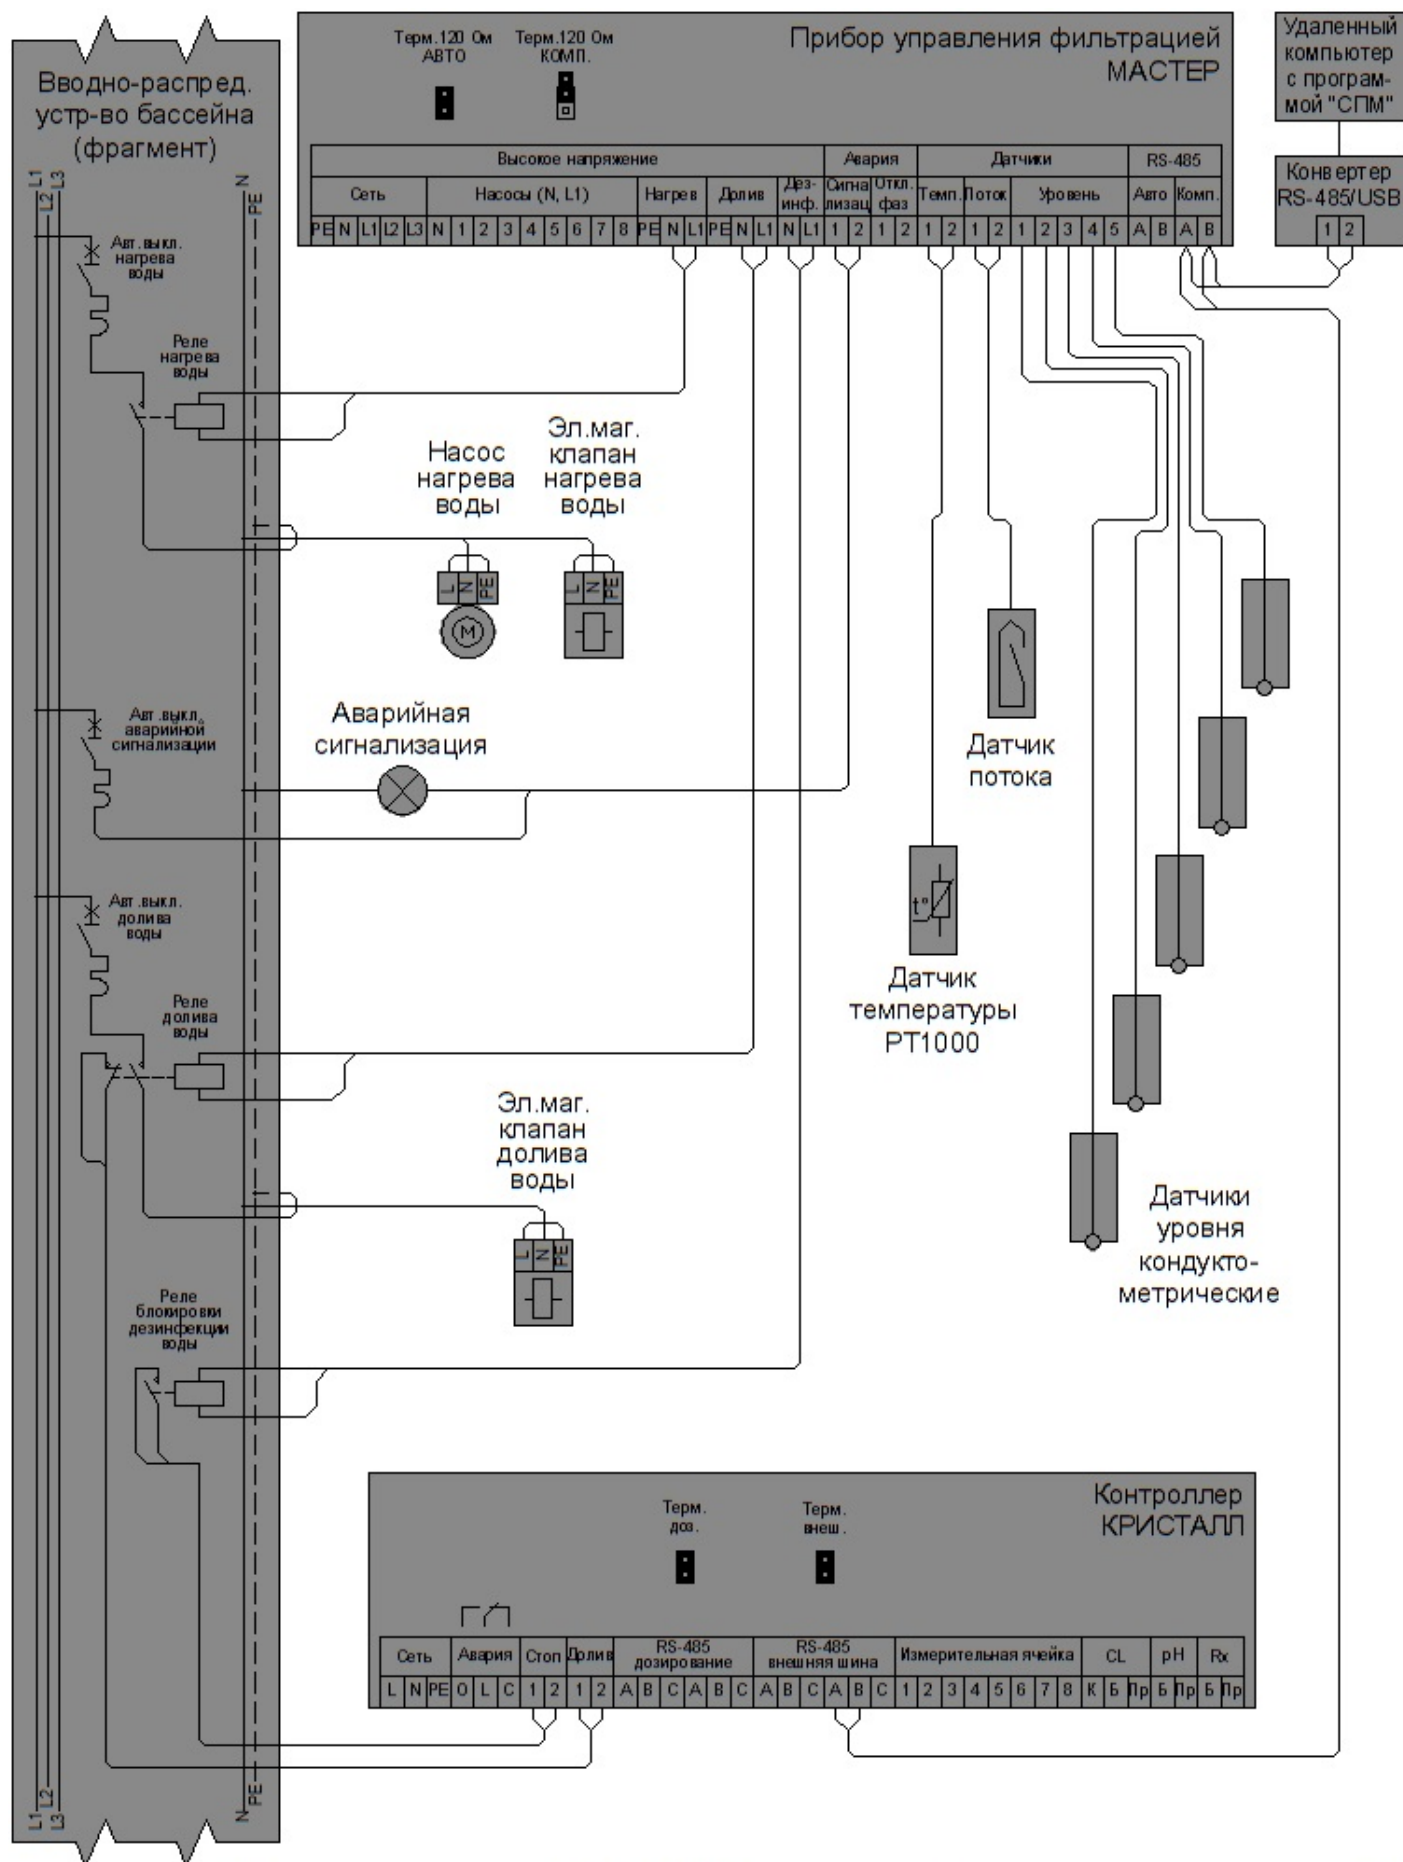 Вводно-распред.
устр-во бассейна
(фрагмент)
L1
L2
L3
N
PE
Авт.выкл.
нагрева
воды
Реле
нагрева
воды
Авт.выкл.
аварийной
сигнализации
Авт.выкл.
долива
воды
Реле
долива
воды
Реле
блокировки
дезинфекции
воды
L1
L2
L3
N
PE
Терм.120 Ом
АВТО
Терм.120 Ом
КОМП.
Прибор управления фильтрацией
МАСТЕР
Высокое напряжение Авария Датчики RS-485
Сеть Насосы (N, L1) Нагрев Долив Дез-инф. Сигнализац Откл. фаз Темп. Поток Уровень Авто Комп.
PE N L1 L2 L3 N 1 2 3 4 5 6 7 8 PE N L1 PE N L1 N L1 1 2 1 2 1 2 1 2 1 2 3 4 5 A B A B
Удаленный
компьютер
с програм-
мой "СПМ"
Конвертер
RS-485/USB
1 2
Насос
нагрева
воды
L N PE
M
Эл.маг.
клапан
нагрева
воды
L N PE
Аварийная
сигнализация
Датчик
потока
t°
Датчик
температуры
PT1000
Эл.маг.
клапан
долива
воды
L N PE
Датчики
уровня
кондукто-
метрические
Контроллер
КРИСТАЛЛ
Терм.
доз.
Терм.
внеш.
Сеть Авария Стоп Долив RS-485 дозирование RS-485 внешняя шина Измерительная ячейка CL pH Rx
L N PE O L C 1 2 1 2 A B C A B C A B C A B C 1 2 3 4 5 6 7 8 К Б Пр Б Пр Б Пр